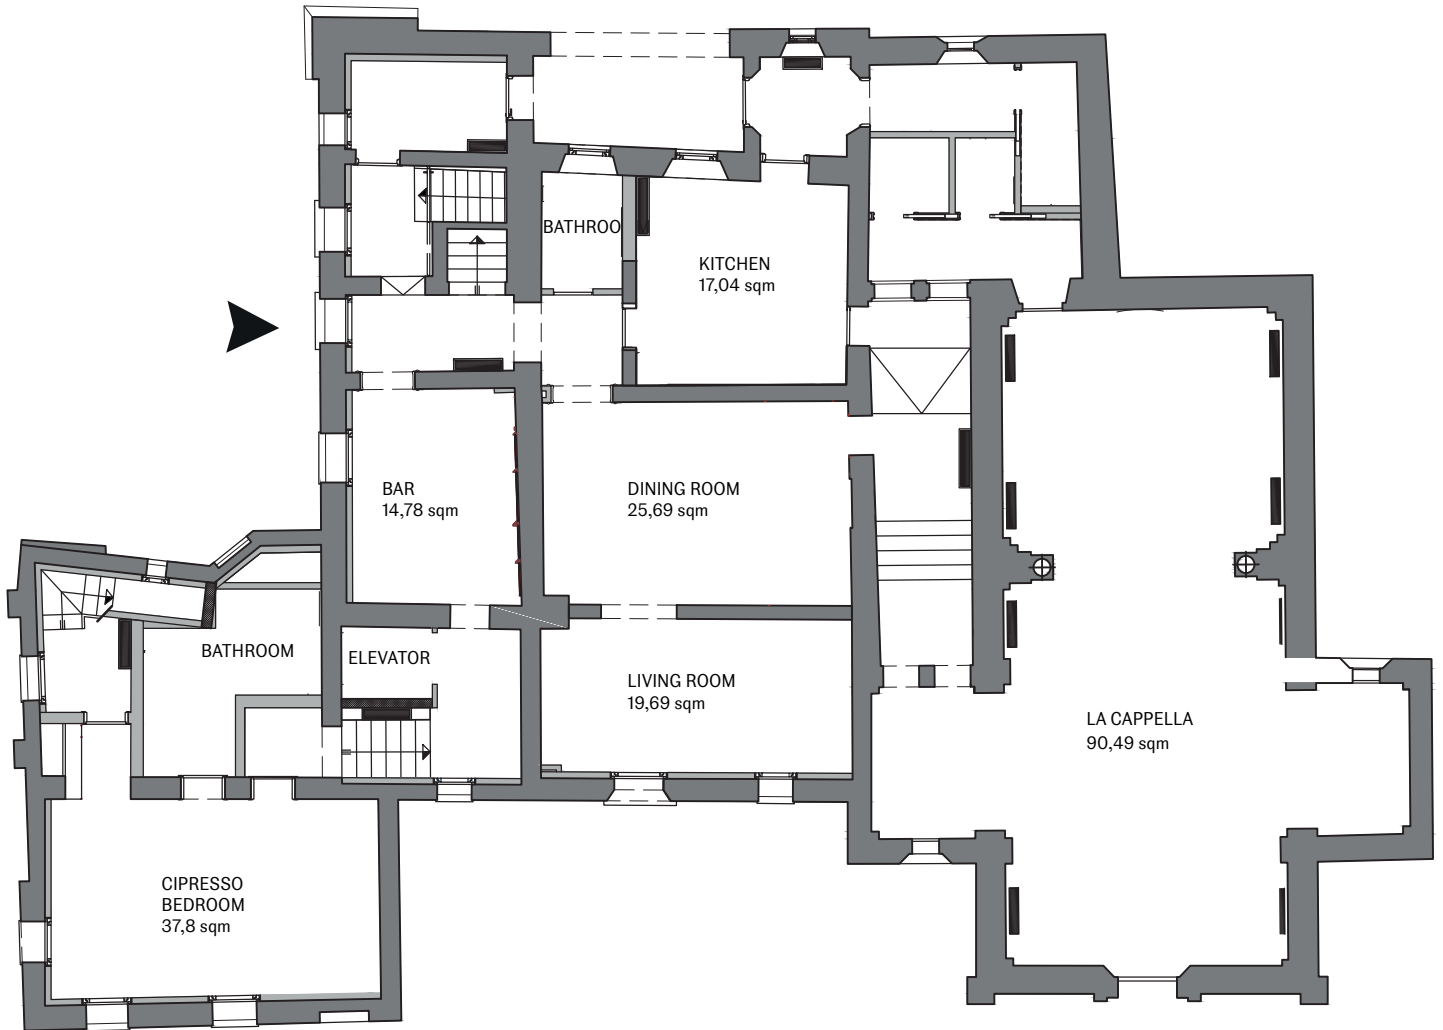 BATHROO
KITCHEN
17,04 sqm
BAR
14,78 sqm
DINING ROOM
25,69 sqm
BATHROOM
ELEVATOR
LIVING ROOM
19,69 sqm
LA CAPPELLA
90,49 sqm
CIPRESSO
BEDROOM
37,8 sqm